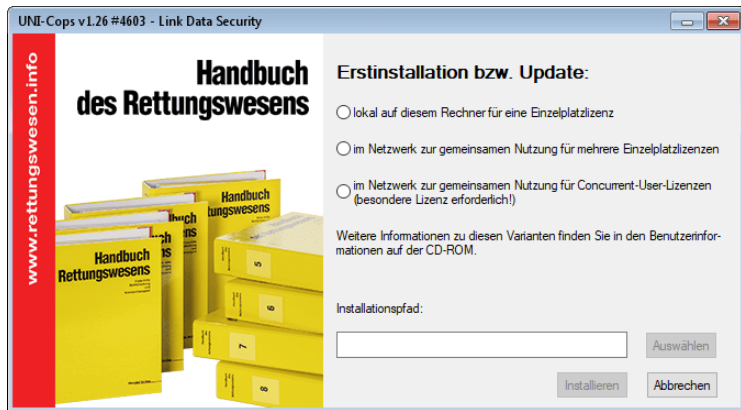 UNI-Cops v1.26 #4603 - Link Data Security
www.rettungswesen.info
Handbuch
des Rettungswesens
Handbuch
Rettungswesens
Handbuch
Rettungswesens
5
6
7
8
Erstinstallation bzw. Update:
lokal auf diesem Rechner für eine Einzelplatzlizenz
im Netzwerk zur gemeinsamen Nutzung für mehrere Einzelplatzlizenzen
im Netzwerk zur gemeinsamen Nutzung für Concurrent-User-Lizenzen
(besondere Lizenz erforderlich!)
Weitere Informationen zu diesen Varianten finden Sie in den Benutzerinfor-
mationen auf der CD-ROM.
Installationspfad:
Auswählen
Installieren
Abbrechen